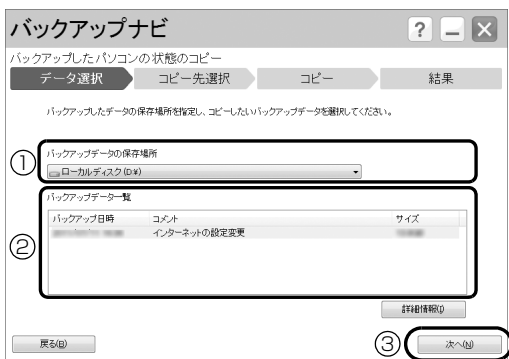 バックアップナビ
?
バックアップしたパソコンの状態のコピー
データ選択 コピー先選択 コピー 結果
バックアップしたデータの保存場所を指定し、コピーしたいバックアップデータを選択してください。
① バックアップデータの保存場所
ローカルディスク(D:¥)
バックアップデータ一覧
バックアップ日時 コメント サイズ
② インターネットの設定変更
詳細情報(I)
戻る(B) ③ 次へ(N)